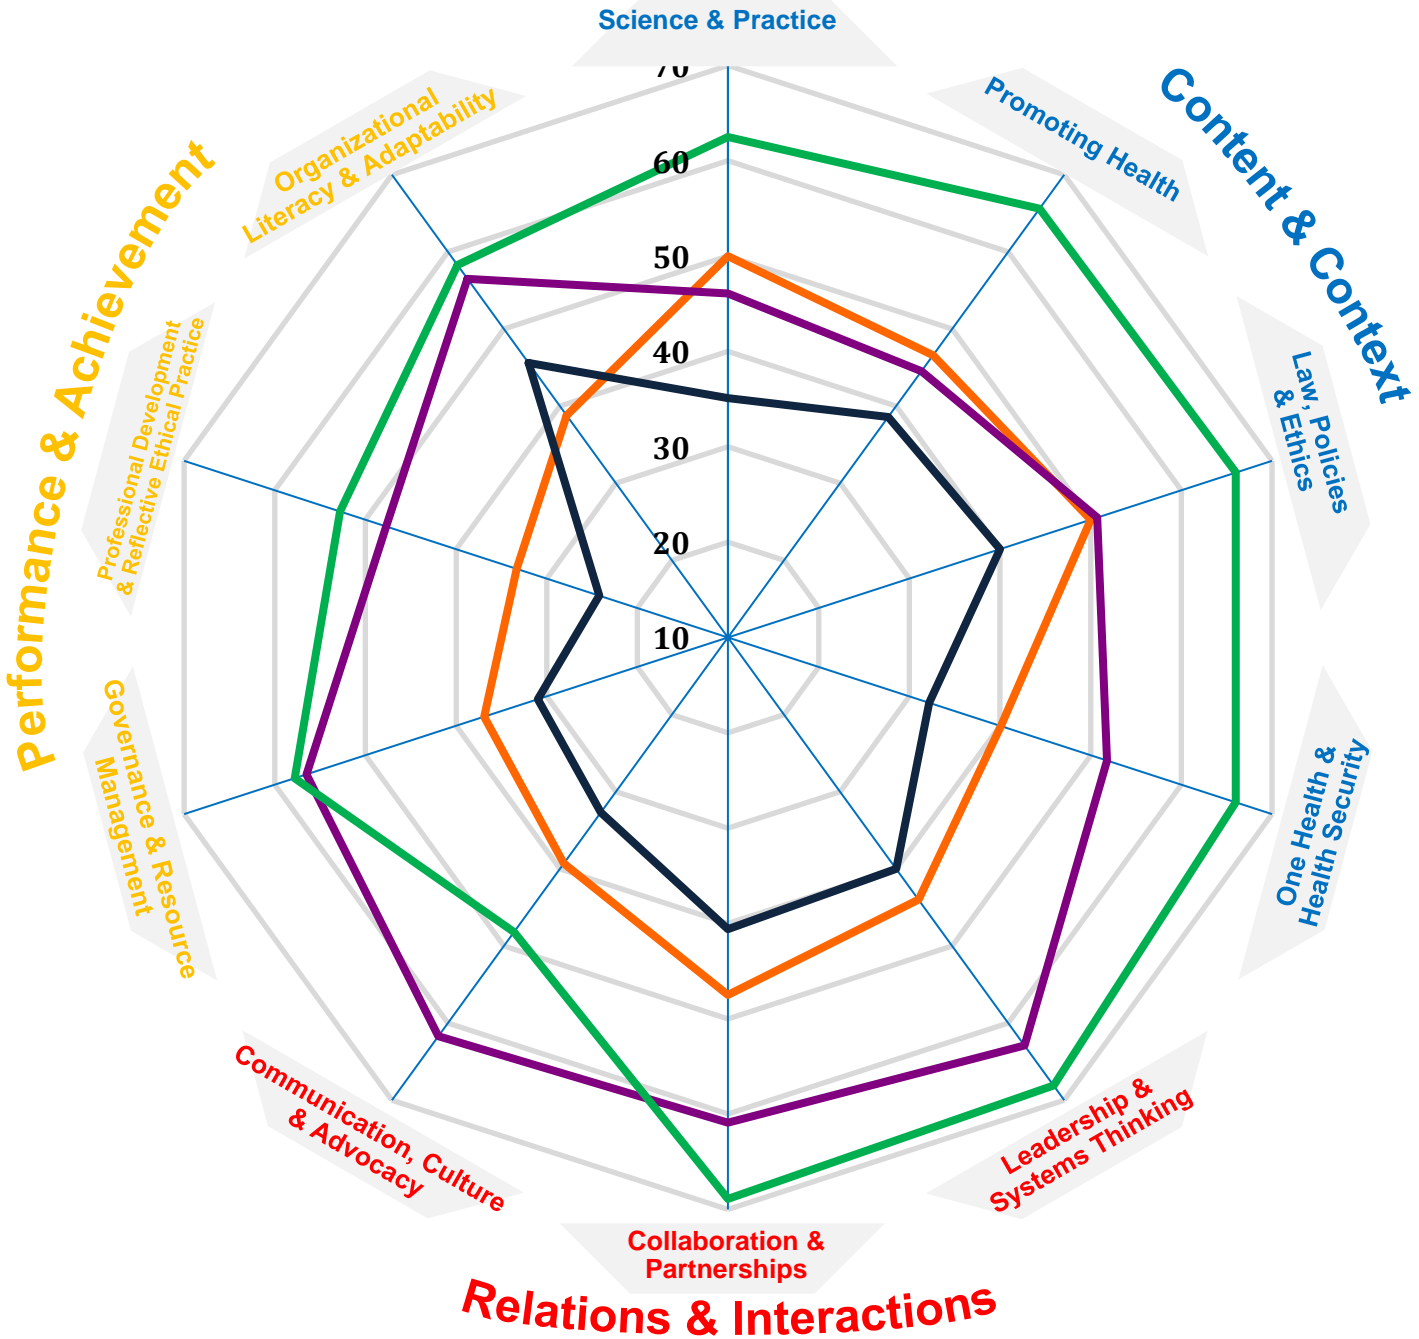 Science & Practice
Promoting Health
Content & Context
Law, Policies
& Ethics
One Health &
Health Security
Leadership &
Systems Thinking
Collaboration &
Partnerships
Relations & Interactions
Communication, Culture
& Advocacy
Governance & Resource
Management
Professional Development
& Reflective Ethical Practice
Performance & Achievement
Organizational
Literacy & Adaptability
70
60
50
40
30
20
10